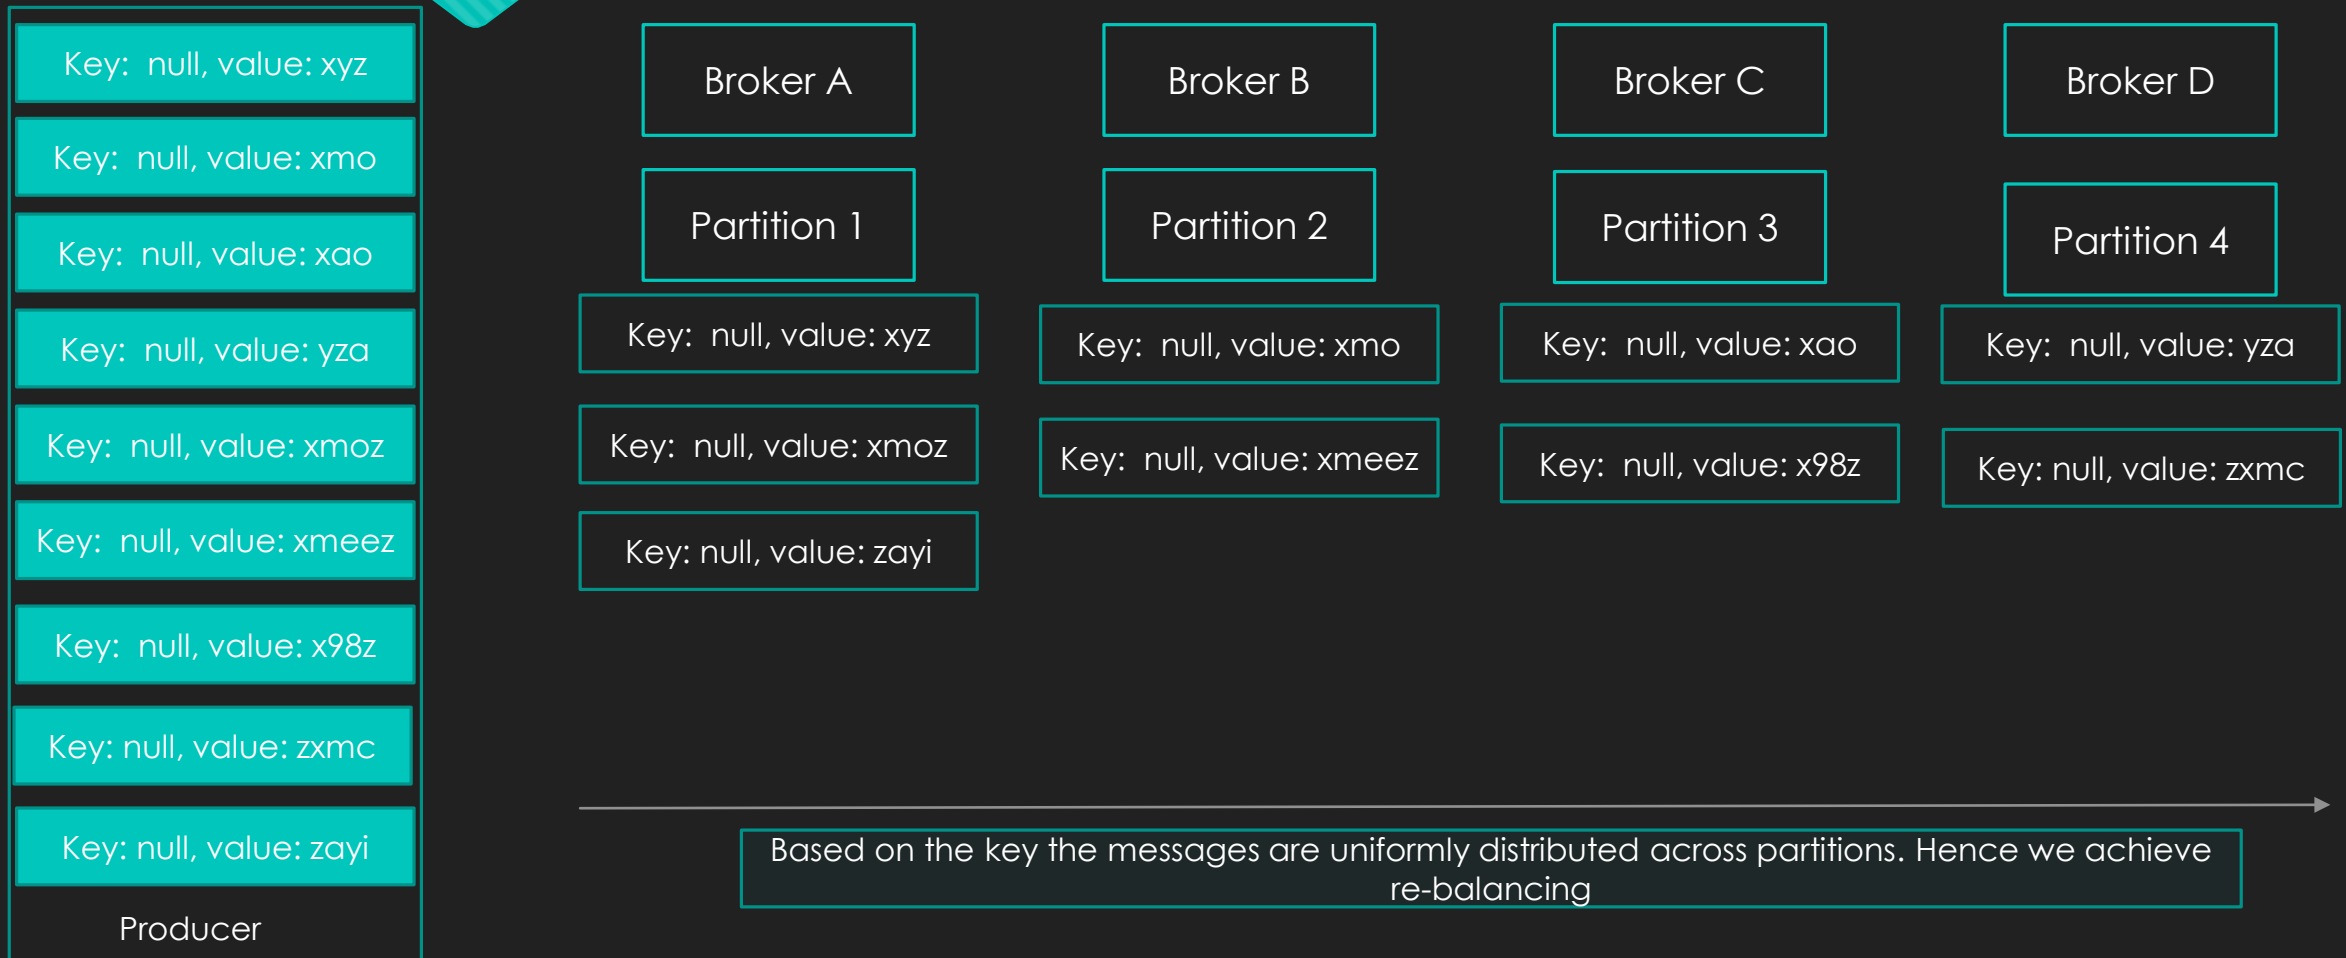 Key: null, value: xyz
Key: null, value: xmo
Key: null, value: xao
Key: null, value: yza
Key: null, value: xmoz
Key: null, value: xmeez
Key: null, value: x98z
Key: null, value: zxmc
Key: null, value: zayi
Producer
Broker A
Partition 1
Key: null, value: xyz
Key: null, value: xmoz
Key: null, value: zayi
Broker B
Partition 2
Key: null, value: xmo
Key: null, value: xmeez
Broker C
Partition 3
Key: null, value: xao
Key: null, value: x98z
Broker D
Partition 4
Key: null, value: yza
Key: null, value: zxmc
Based on the key the messages are uniformly distributed across partitions. Hence we achieve
re-balancing